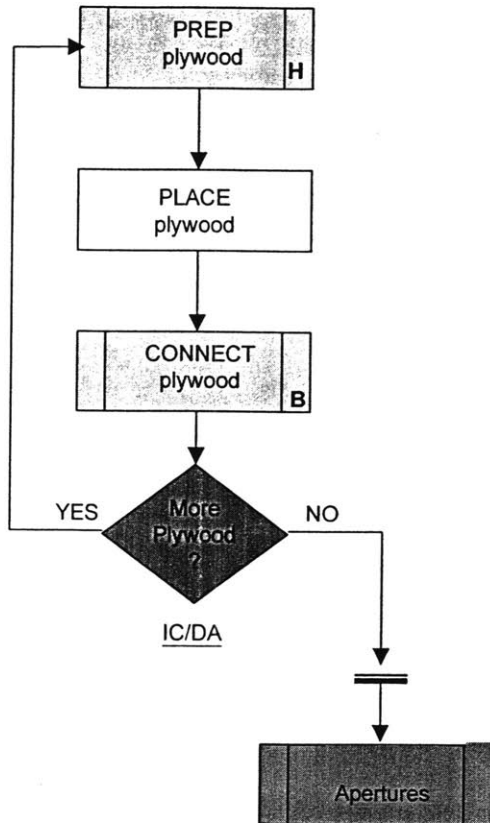 PREP
plywood
H
PLACE
plywood
CONNECT
plywood
B
More
Plywood
?
YES
NO
IC/DA
Apertures